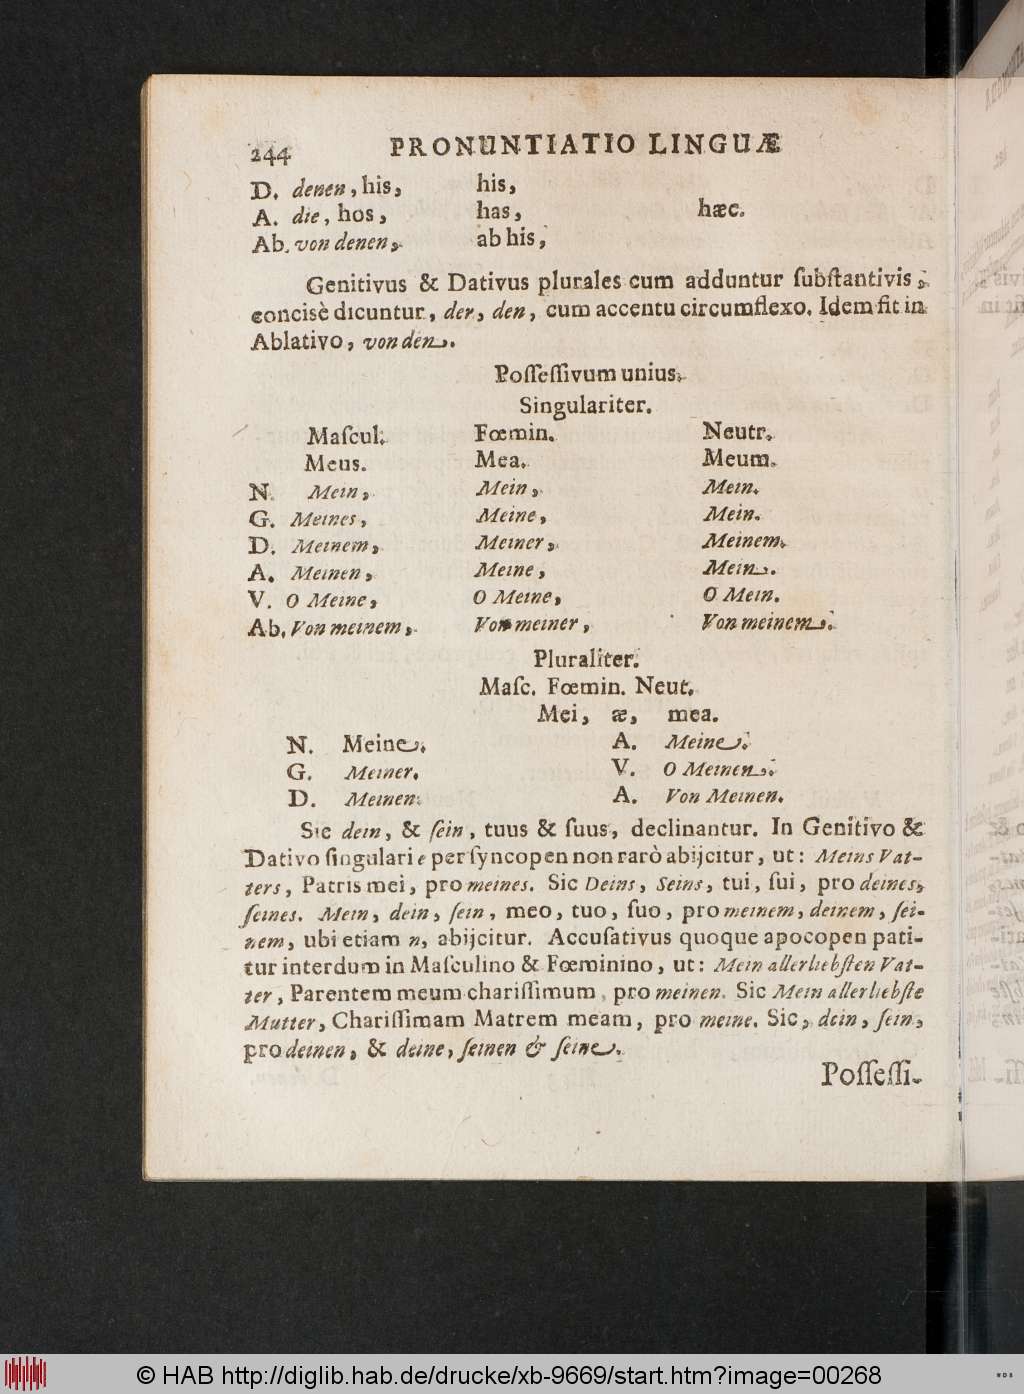 244 PRONUNTIATIO LINGUÆ
D. denen, his, his,
A. die, hos, has, hæc.
Ab. von denen, ab his,
Genitivus & Dativus plurales cum adduntur ſubſtantivis,
concisè dicuntur, der, den, cum accentu circumflexo. Idem fit in
Ablativo, von den.
Poſſeſſivum unius.
Singulariter.
Maſcul. Fœmin. Neutr.
Meus. Mea. Meum.
N. Mein, Mein, Mein.
G. Meines, Meine, Mein.
D. Meinem, Meiner, Meinem.
A. Meinen, Meine, Mein.
V. O Meine, O Meine, O Mein.
Ab. Von meinem, Von meiner, Von meinem.
Pluraliter.
Maſc. Fœmin. Neut.
Mei, æ, mea.
N. Meine. A. Meine.
G. Meiner. V. O Meinen.
D. Meinen. A. Von Meinen.
Sic dein, & ſein, tuus & ſuus, declinantur. In Genitivo &
Dativo ſingulari e per ſyncopen non rarò abijcitur, ut: Meins Vat-
ters, Patris mei, pro meines. Sic Deins, Seins, tui, ſui, pro deines,
ſeines. Mein, dein, ſein, meo, tuo, ſuo, pro meinem, deinem, ſei-
nem, ubi etiam n, abijcitur. Accuſativus quoque apocopen pati-
tur interdum in Maſculino & Fœminino, ut: Mein allerliebſten Vat-
ter, Parentem meum chariſſimum, pro meinen. Sic Mein allerliebſte
Mutter, Chariſſimam Matrem meam, pro meine. Sic, dein, ſein,
pro deinen, & deine, ſeinen & ſeine.
Poſſeſſi-
© HAB http://diglib.hab.de/drucke/xb-9669/start.htm?image=00268